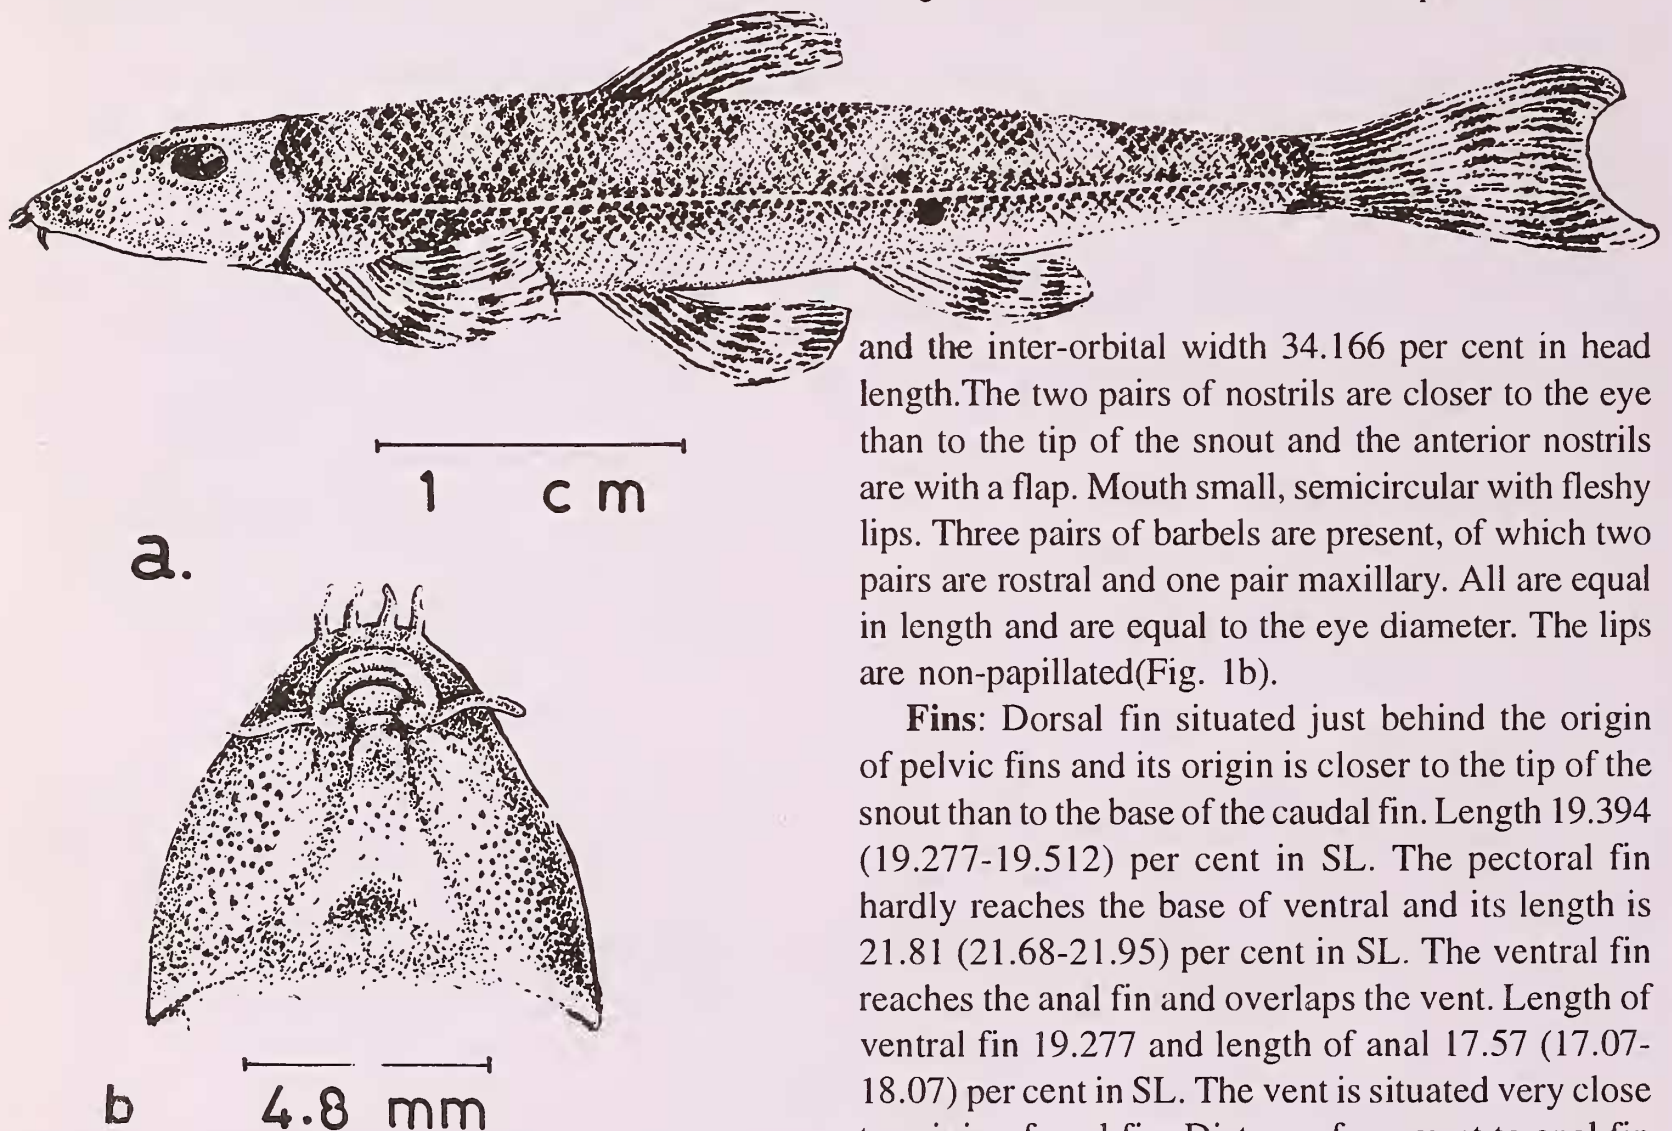 1 cm
a.
b
4.8 mm
and the inter-orbital width 34.166 per cent in head
length.The two pairs of nostrils are closer to the eye
than to the tip of the snout and the anterior nostrils
are with a flap. Mouth small, semicircular with fleshy
lips. Three pairs of barbels are present, of which two
pairs are rostral and one pair maxillary. All are equal
in length and are equal to the eye diameter. The lips
are non-papillated(Fig. 1b).
Fins: Dorsal fin situated just behind the origin
of pelvic fins and its origin is closer to the tip of the
snout than to the base of the caudal fin. Length 19.394
(19.277-19.512) per cent in SL. The pectoral fin
hardly reaches the base of ventral and its length is
21.81 (21.68-21.95) per cent in SL. The ventral fin
reaches the anal fin and overlaps the vent. Length of
ventral fin 19.277 and length of anal 17.57 (17.07-
18.07) per cent in SL. The vent is situated very close